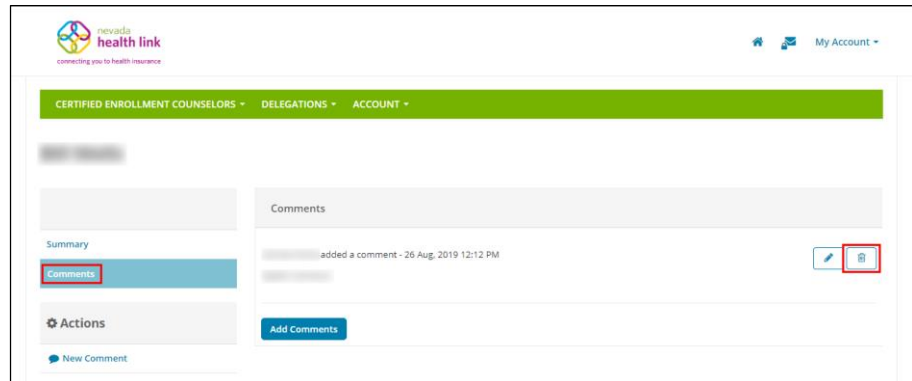 nevada
health link
connecting you to health insurance
My Account
CERTIFIED ENROLLMENT COUNSELORS DELEGATIONS ACCOUNT
Comments
Summary
added a comment - 26 Aug, 2019 12:12 PM
Comments
Actions
Add Comments
New Comment